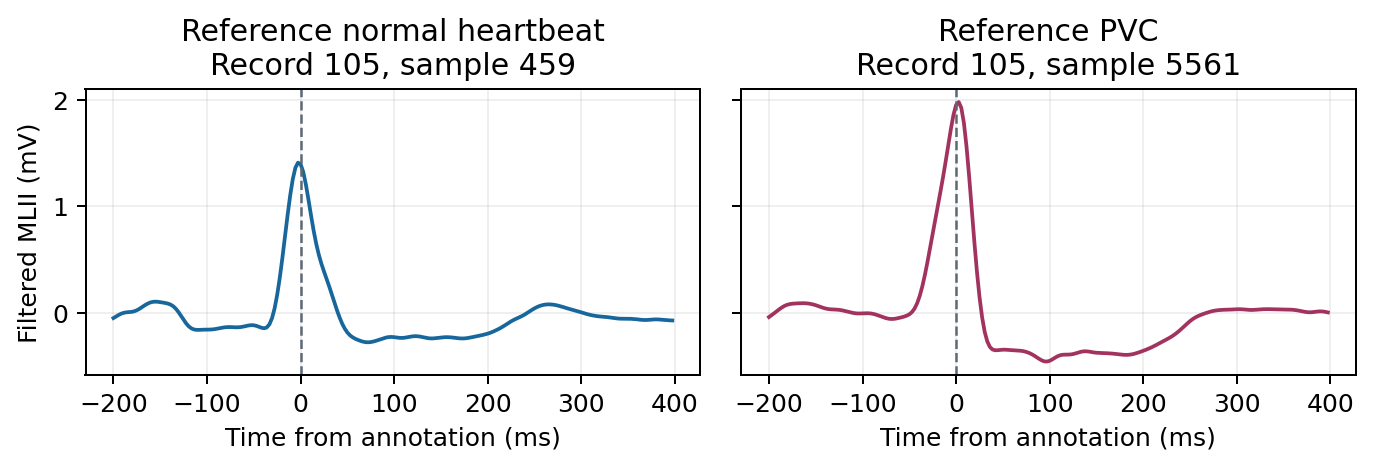 Reference normal heartbeat
Record 105, sample 459
Reference PVC
Record 105, sample 5561
Filtered MLII (mV)
2
1
0
−200 −100 0 100 200 300 400
−200 −100 0 100 200 300 400
Time from annotation (ms)
Time from annotation (ms)